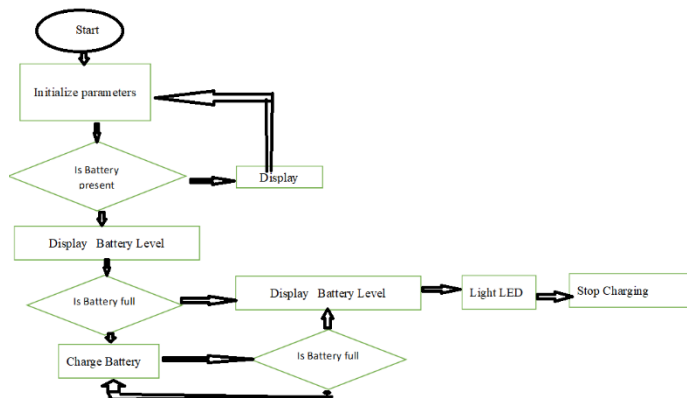 Start
Initialize parameters
Is Battery
present
Display
Display Battery Level
Is Battery full
Display Battery Level
Light LED
Stop Charging
Charge Battery
Is Battery full